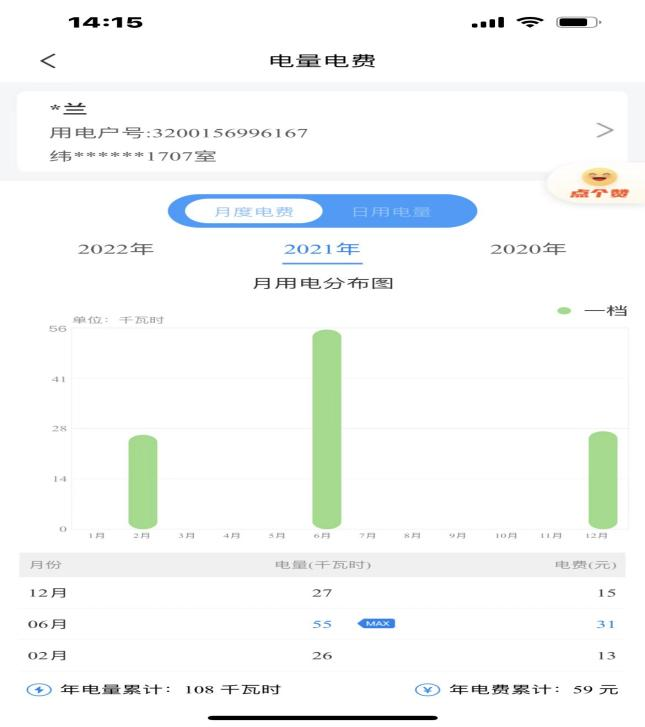 14:15
电量电费
*兰
用电户号:3200156996167
纬******1707室
点个赞
月度电费 日用电量
2022年 2021年 2020年
月用电分布图
一档
单位: 千瓦时
56
41
28
14
0
1月 2月 3月 4月 5月 6月 7月 8月 9月 10月 11月 12月
月份 电量(千瓦时) 电费(元)
12月 27 15
06月 55 MAX 31
02月 26 13
年电量累计: 108 千瓦时 年电费累计: 59 元